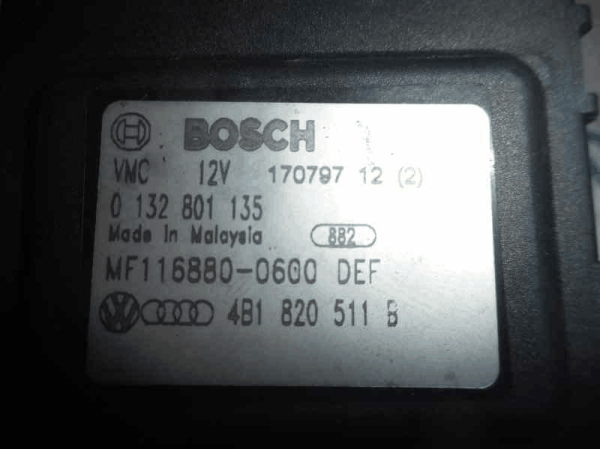 BOSCH
VMC 12V 170797 12 (2)
0 132 801 135
Made In Malaysia 882
MF116880-0600 DEF
4B1 820 511 B